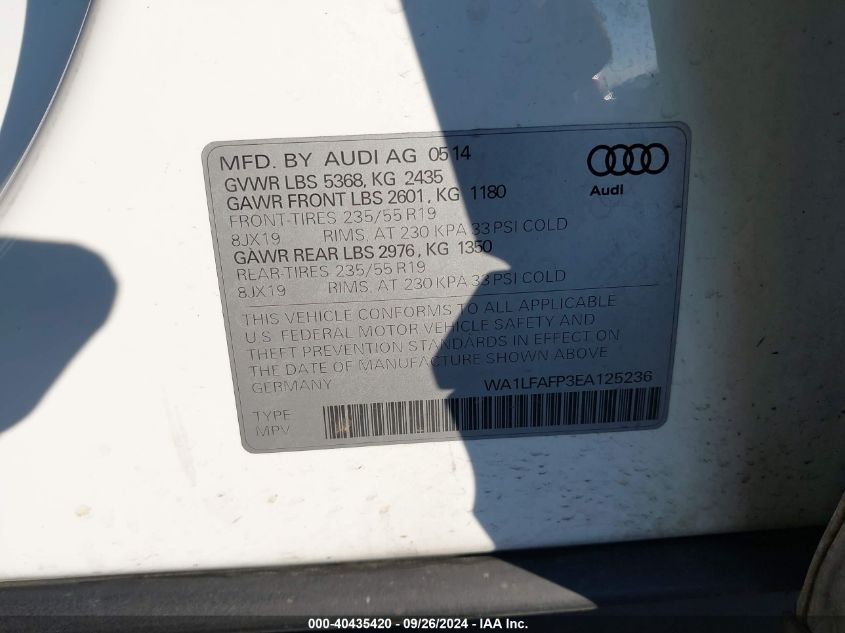 MFD. BY AUDI AG 0514
GVWR LBS 5368, KG 2435
GAWR FRONT LBS 2601, KG 1180
FRONT-TIRES 235/55 R19
8JX19 RIMS, AT 230 KPA 33 PSI COLD
GAWR REAR LBS 2976, KG 1350
REAR-TIRES 235/55 R19
8JX19 RIMS, AT 230 KPA 33 PSI COLD
Audi
THIS VEHICLE CONFORMS TO ALL APPLICABLE
U.S. FEDERAL MOTOR VEHICLE SAFETY AND
THEFT PREVENTION STANDARDS IN EFFECT ON
THE DATE OF MANUFACTURE SHOWN ABOVE
GERMANY WA1LFAFP3EA125236
TYPE
MPV
000-40435420 - 09/26/2024 - IAA Inc.